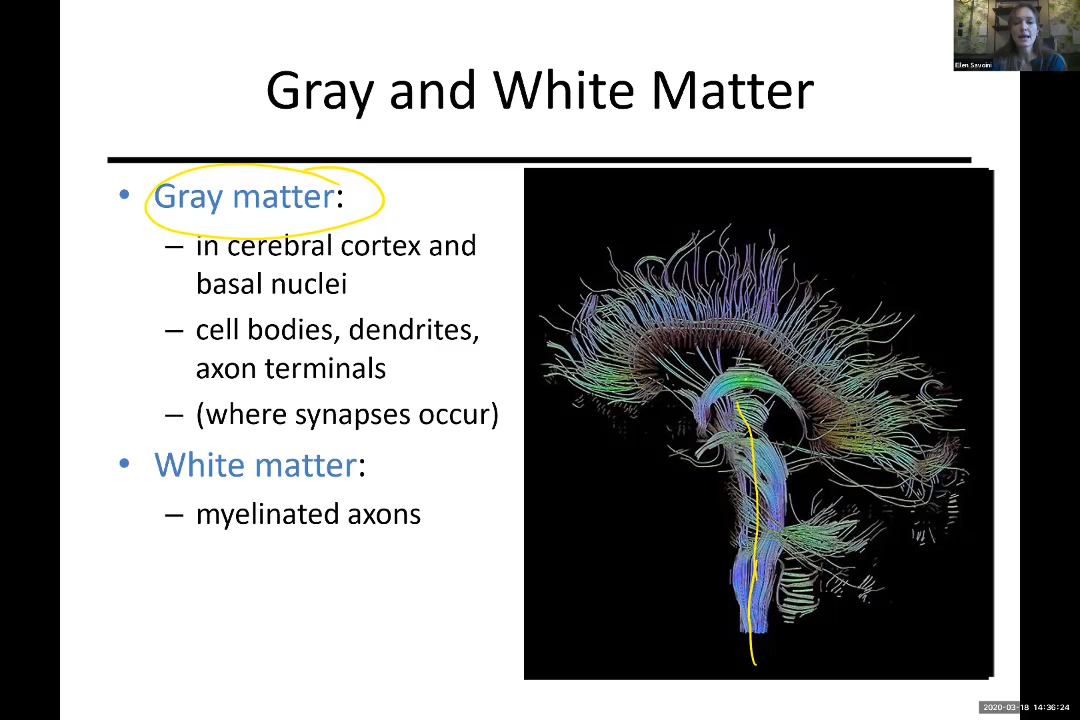 Ellen Savoini
Gray and White Matter
• Gray matter:
– in cerebral cortex and
basal nuclei
– cell bodies, dendrites,
axon terminals
– (where synapses occur)
• White matter:
– myelinated axons
2020-03-18 14:36:24